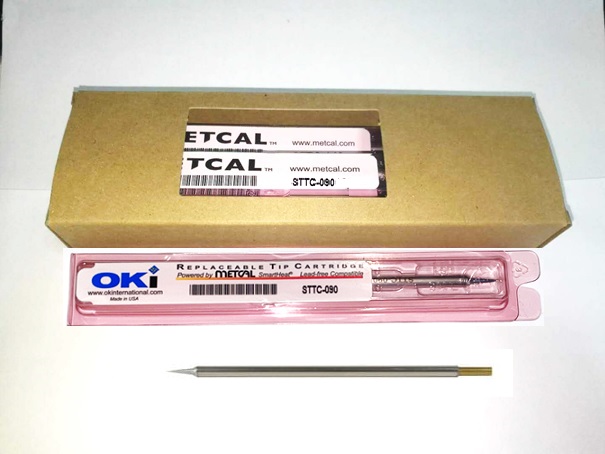 ETCAL™ www.metcal.com
TCAL™ www.metcal.com
STTC-090
OKi
www.okinternational.com
Made in USA
REPLACEABLE TIP CARTRIDGE
Powered by METCAL SmartHeat® Lead-free Compatible
STTC-090